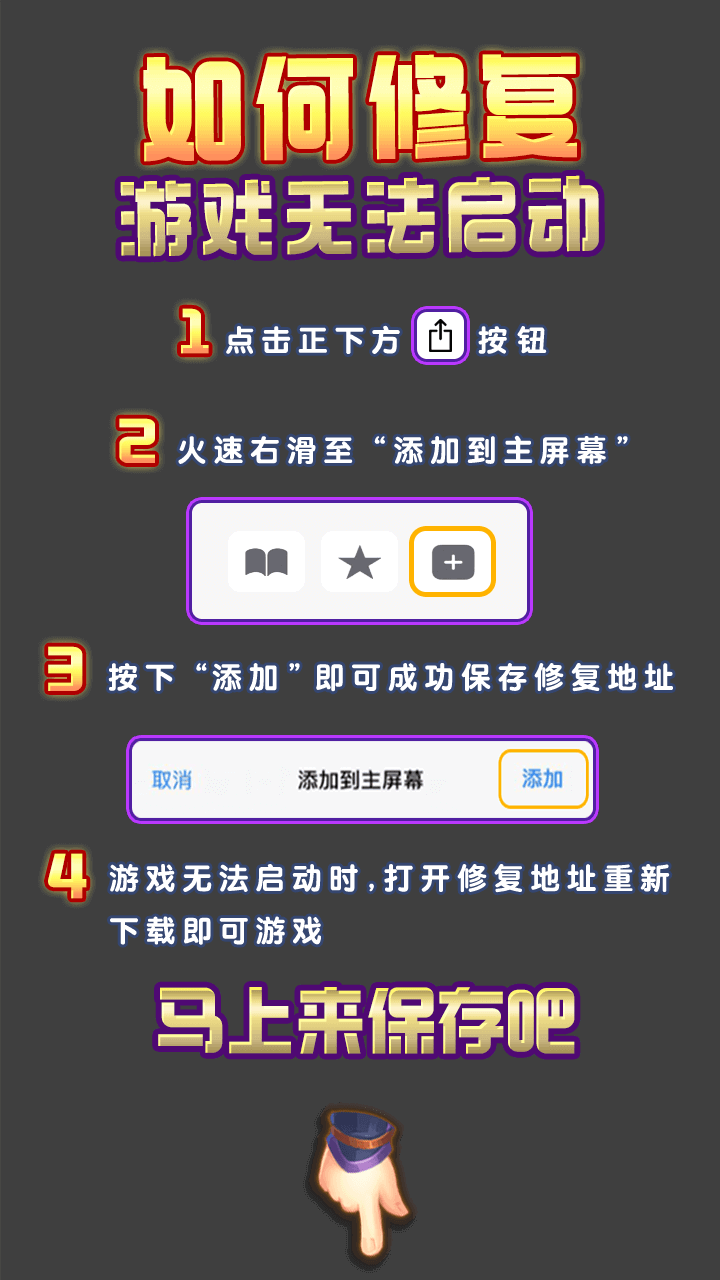 如何修复
游戏无法启动
1 点击正下方 按钮
2 火速右滑至“添加到主屏幕”
3 按下“添加”即可成功保存修复地址
取消 添加到主屏幕 添加
4 游戏无法启动时,打开修复地址重新
下载即可游戏
马上来保存吧